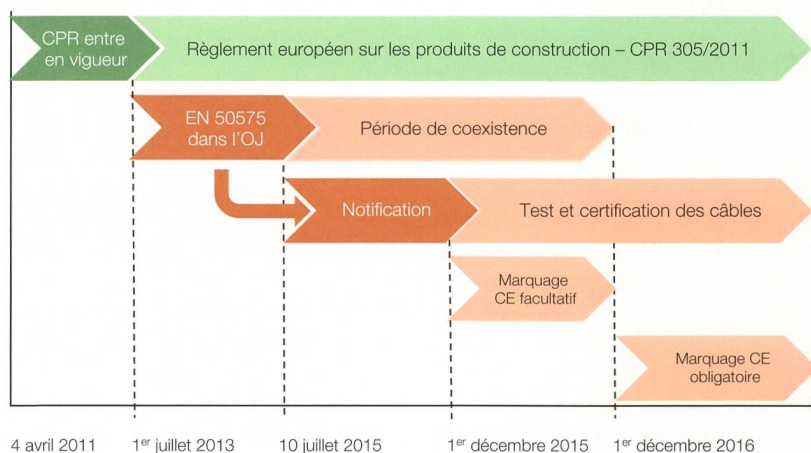 CPR entre
en vigueur
Règlement européen sur les produits de construction – CPR 305/2011
EN 50575
dans l'OJ
Période de coexistence
Notification
Test et certification des câbles
Marquage
CE facultatif
Marquage CE
obligatoire
4 avril 2011
1er juillet 2013
10 juillet 2015
1er décembre 2015
1er décembre 2016